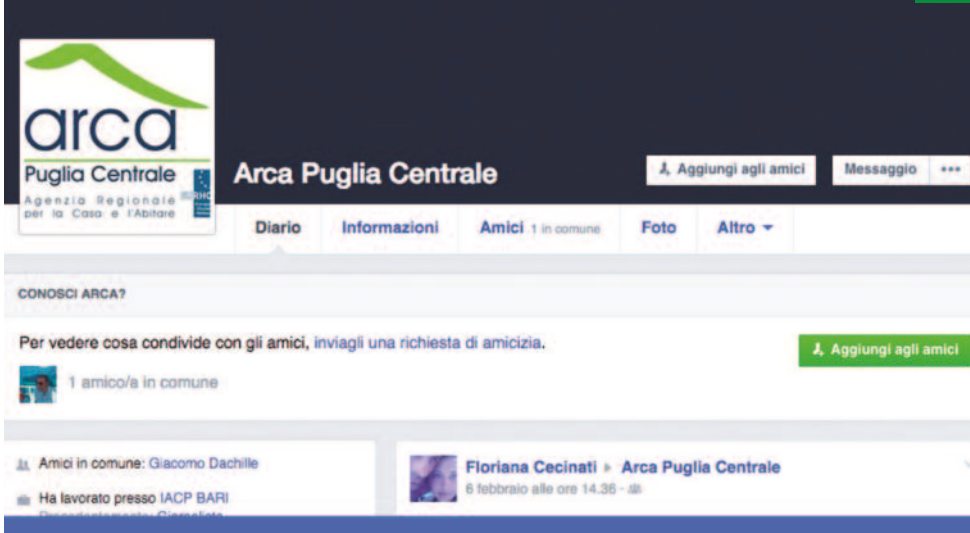 arca
Puglia Centrale
Agenzia Regionale
per la Casa e l'Abitare
Arca Puglia Centrale
Aggiungi agli amici
Messaggio
Diario
Informazioni
Amici 1 in comune
Foto
Altro
CONOSCI ARCA?
Per vedere cosa condivide con gli amici, inviagli una richiesta di amicizia.
Aggiungi agli amici
1 amico/a in comune
Amici in comune: Giacomo Dachille
Ha lavorato presso IACP BARI
Floriana Cecinati ▸ Arca Puglia Centrale
6 febbraio alle ore 14.36 ·